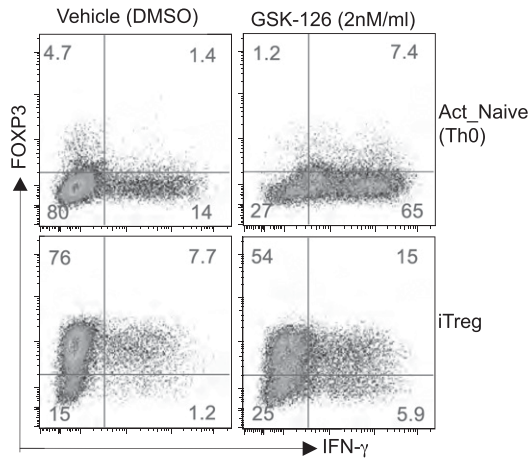 Vehicle (DMSO)
GSK-126 (2nM/ml)
4.7 1.4
1.2 7.4
80 14
27 65
Act_Naive
(Th0)
76 7.7
54 15
15 1.2
25 5.9
iTreg
FOXP3
IFN-γ